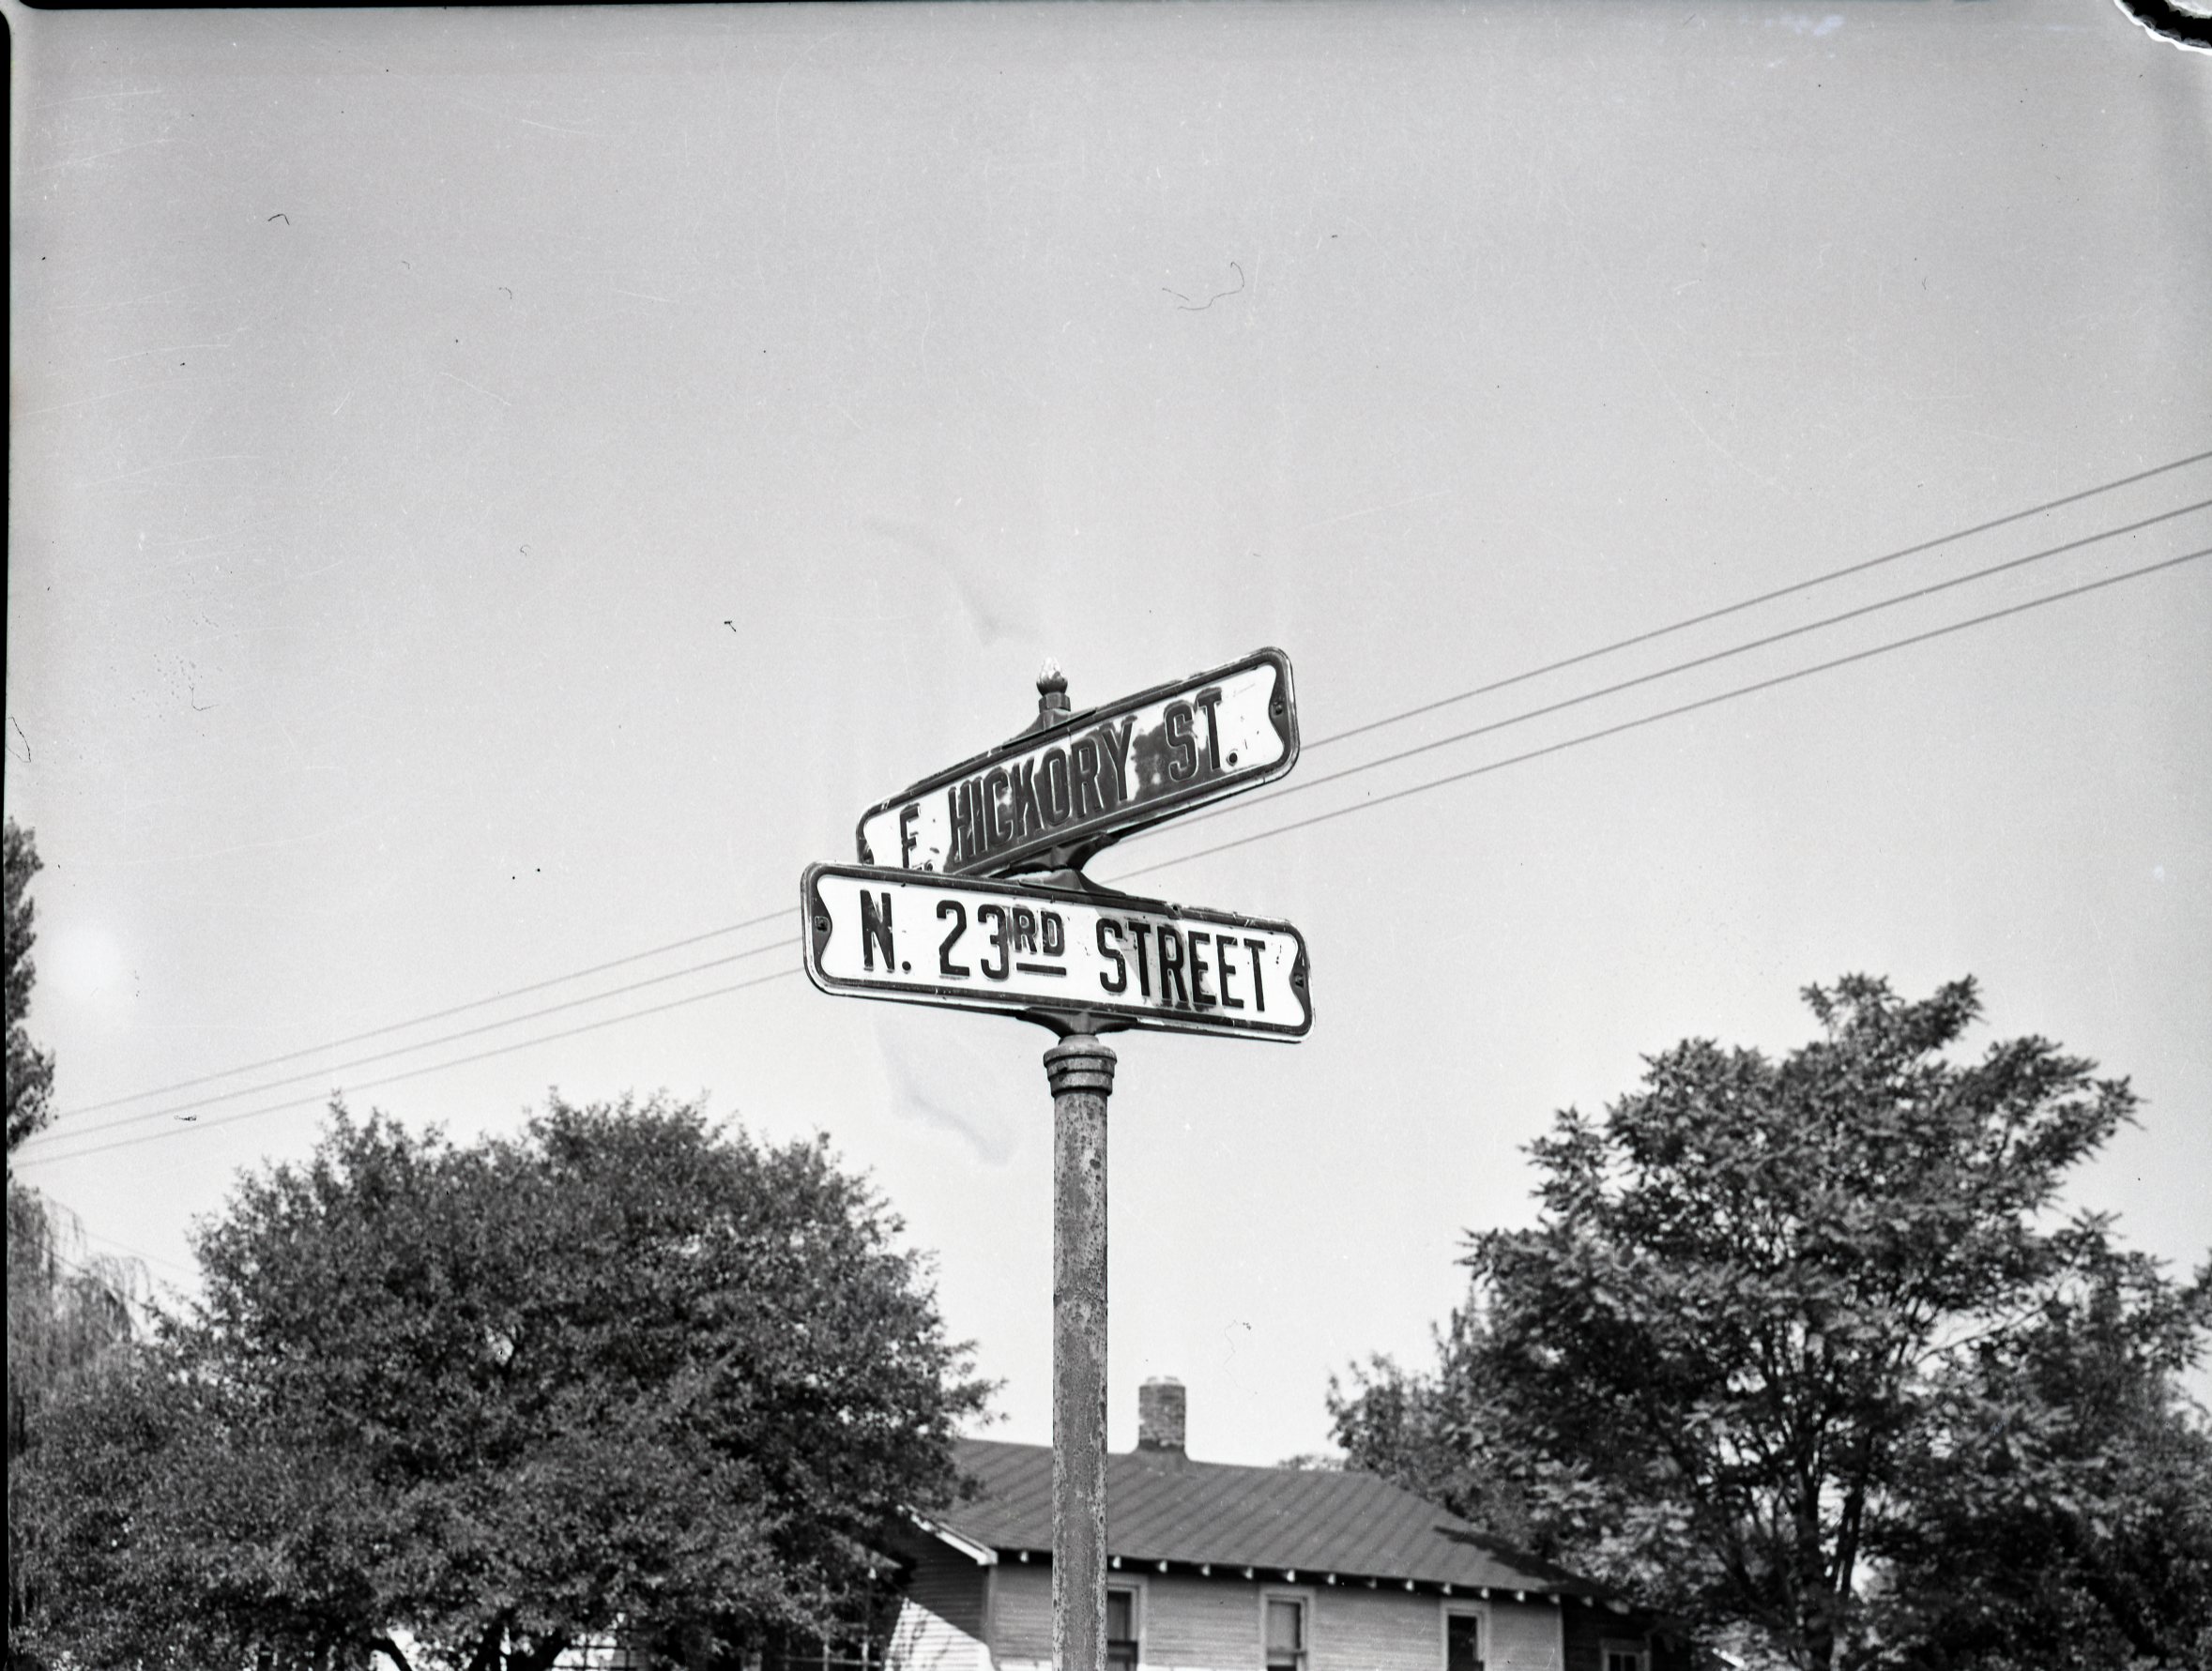 E. HICKORY ST.
N. 23RD STREET